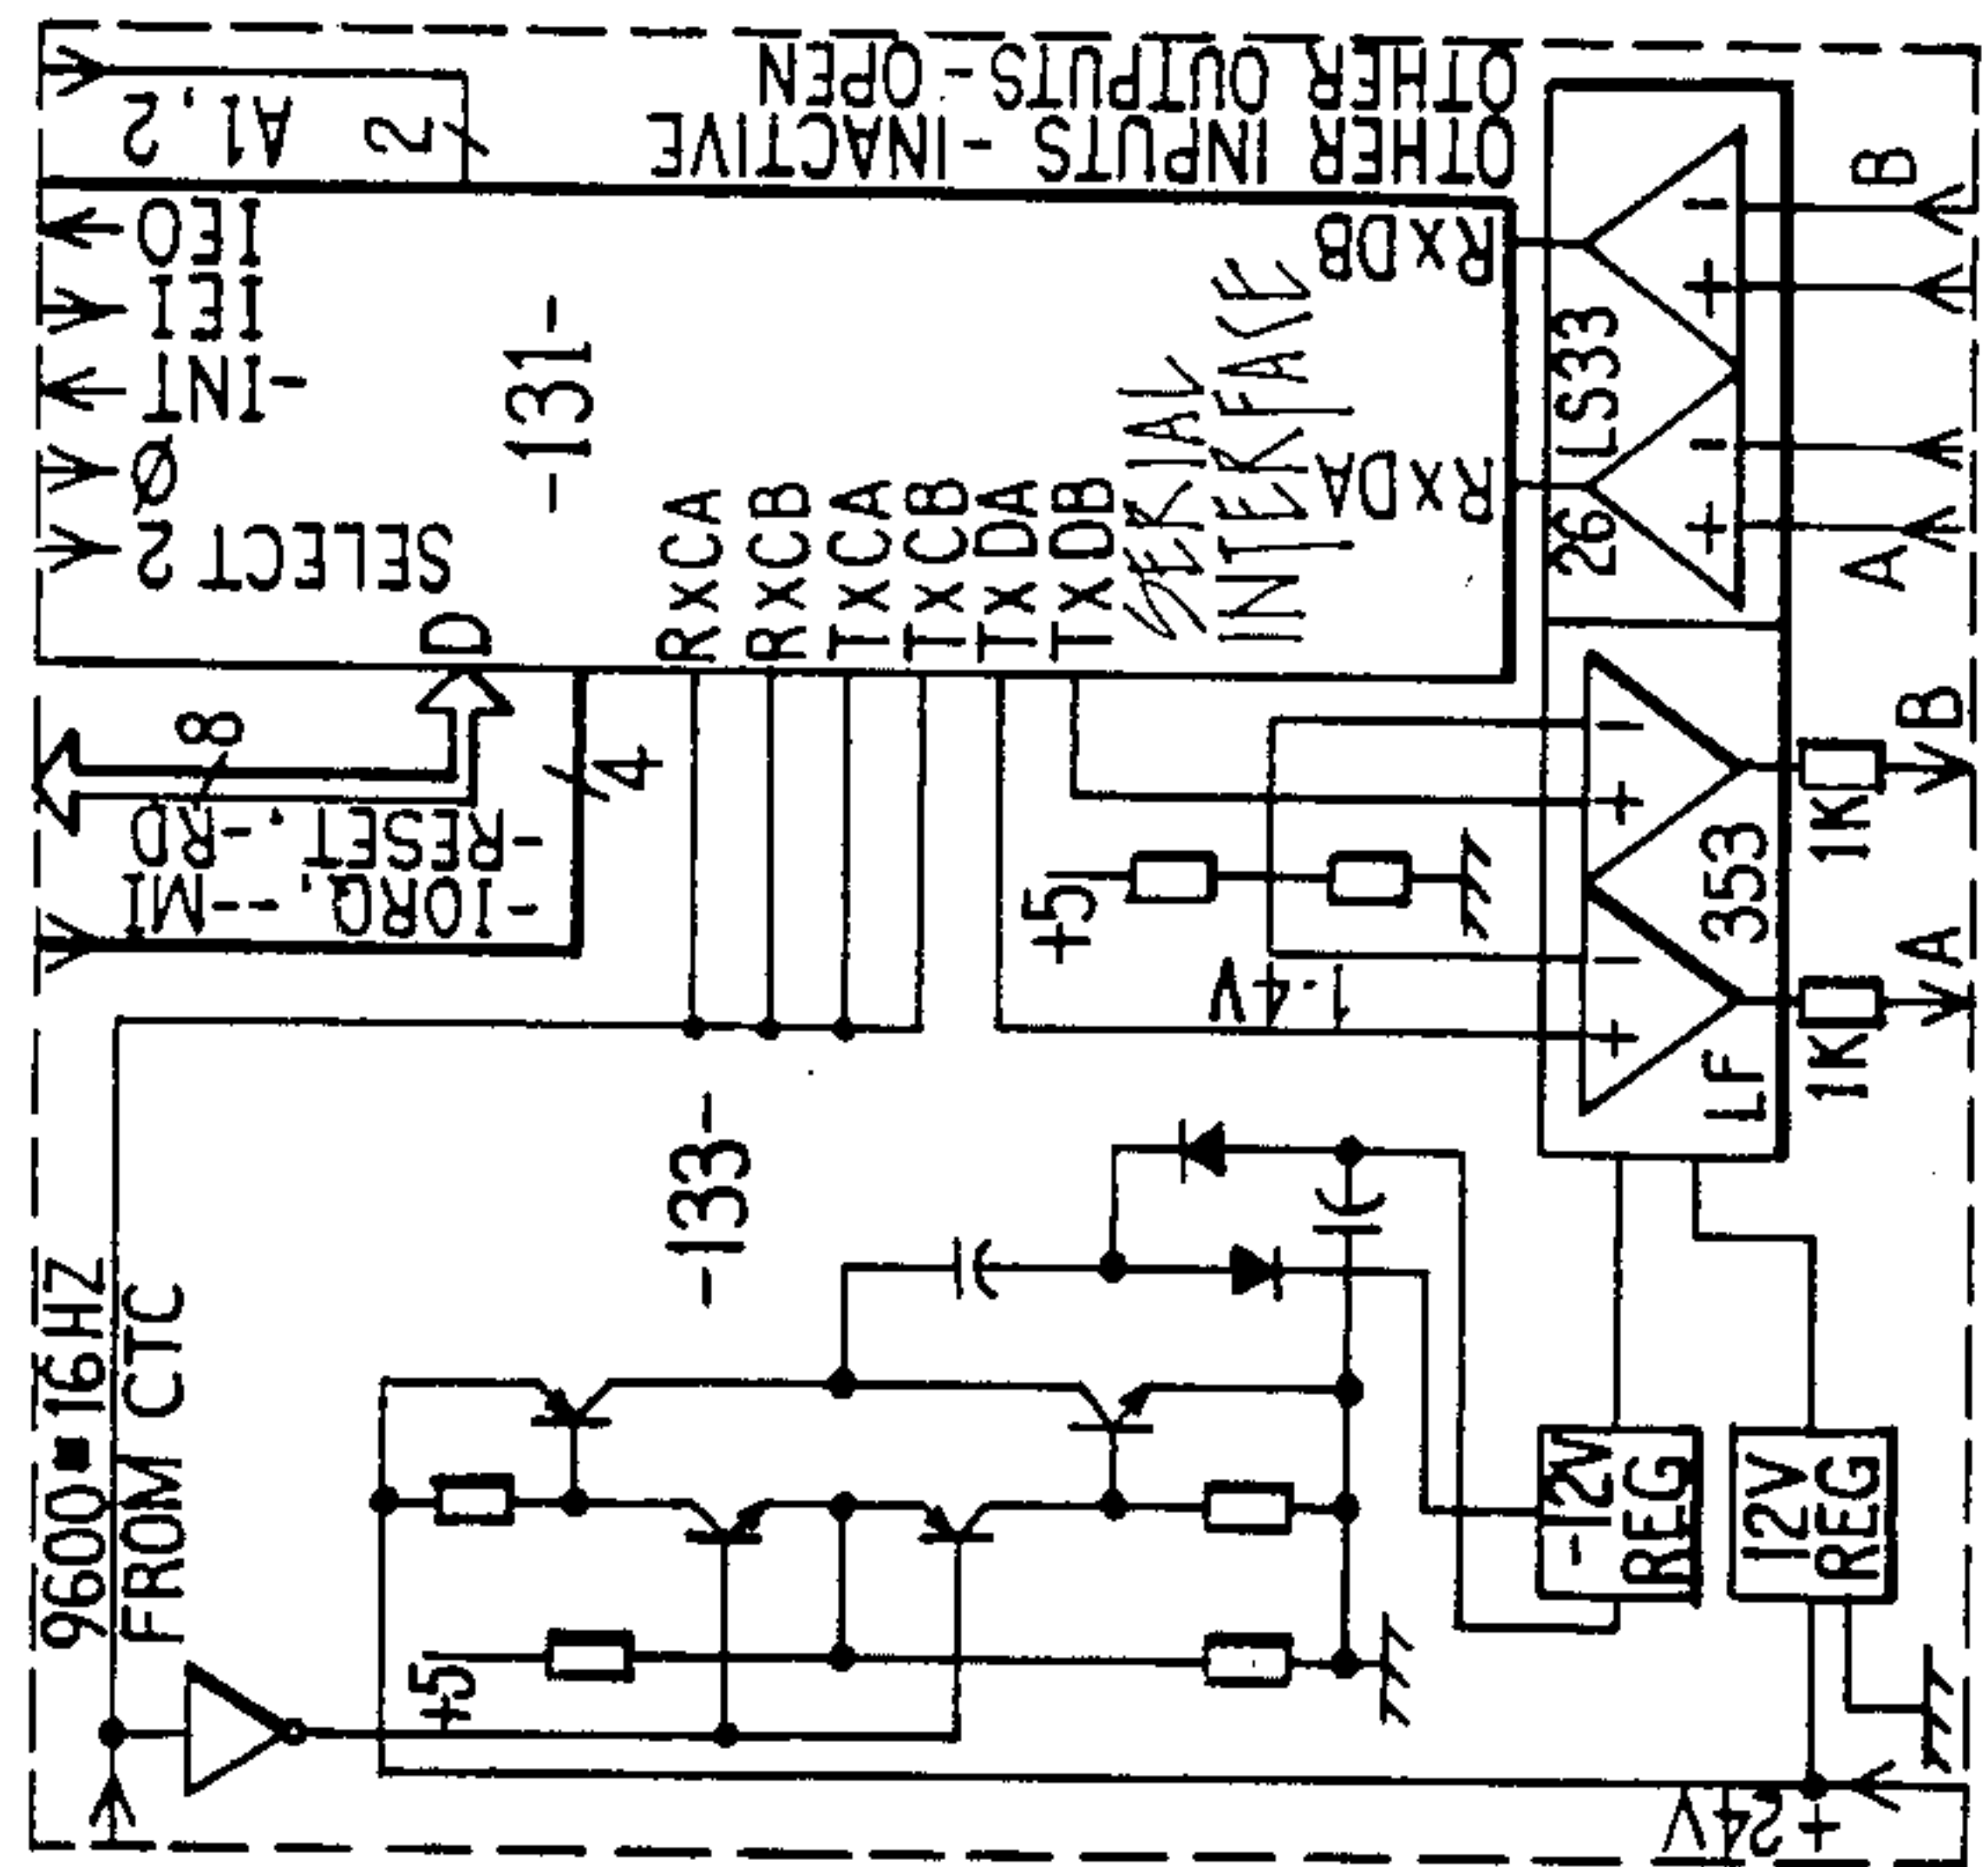 A1,2
2
OTHER INPUTS - INACTIVE
OTHER OUTPUTS - OPEN
IEO
IEI
-INT
Ø
SELECT 2
-131-
D
RxCA
RxCB
TxCA
TxCB
TxDA
TxDB
SERIAL
INTERFACE
RxDB
RxDA
26LS33
-
+
B
-
+
A
8
-RESET, -RD
-IORQ, --MI
4
+5
1.4V
-
+
-
+
LF 353
1K
B
1K
A
9600■16HZ
FROM CTC
-133-
+5
-12V
REG
12V
REG
+24V